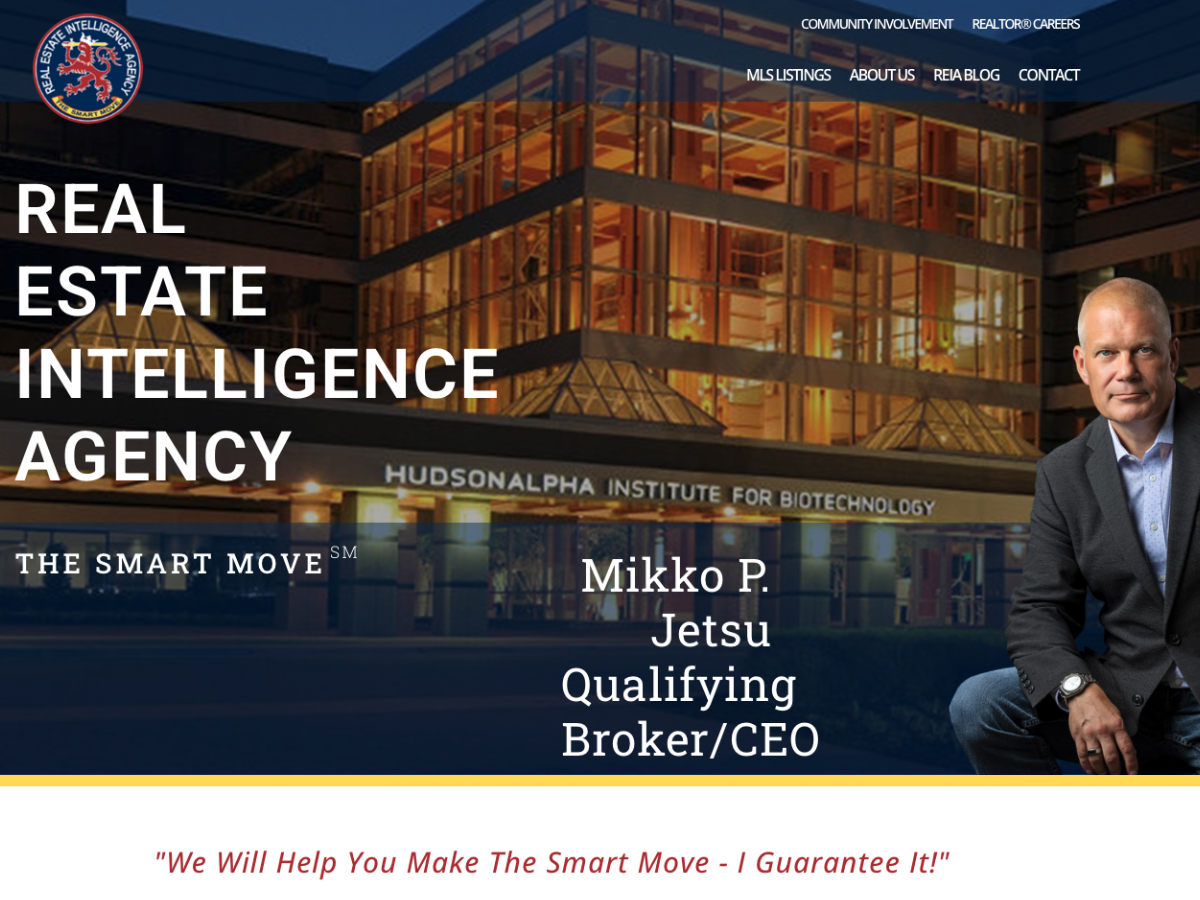 REAL ESTATE INTELLIGENCE AGENCY
THE SMART MOVE
COMMUNITY INVOLVEMENT REALTOR® CAREERS
MLS LISTINGS ABOUT US REIA BLOG CONTACT
REAL
ESTATE
INTELLIGENCE
AGENCY
HUDSONALPHA INSTITUTE FOR BIOTECHNOLOGY
THE SMART MOVE SM
Mikko P.
Jetsu
Qualifying
Broker/CEO
"We Will Help You Make The Smart Move - I Guarantee It!"